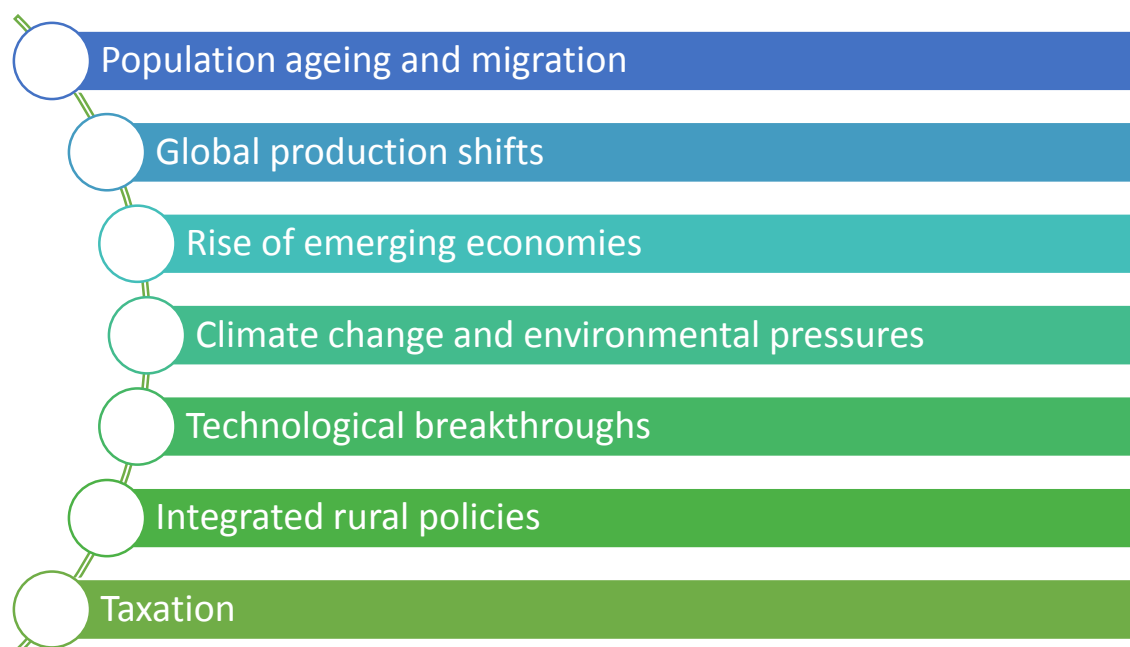 Population ageing and migration
Global production shifts
Rise of emerging economies
Climate change and environmental pressures
Technological breakthroughs
Integrated rural policies
Taxation